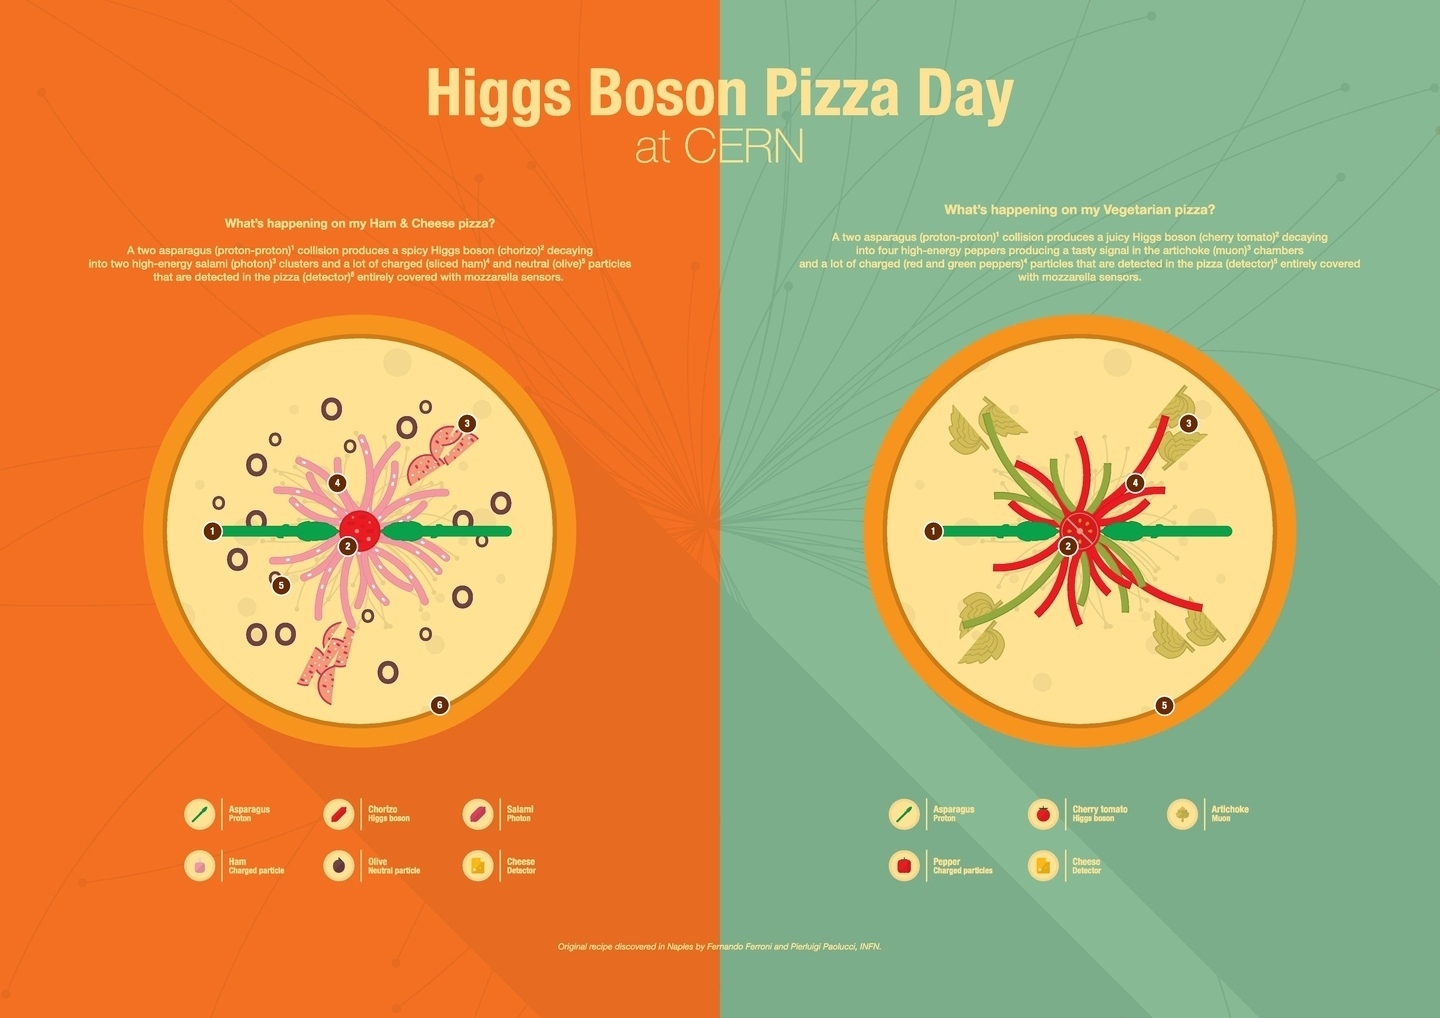 Higgs Boson Pizza Day
at CERN
What's happening on my Ham & Cheese pizza?
A two asparagus (proton-proton)¹ collision produces a spicy Higgs boson (chorizo)² decaying
into two high-energy salami (photon)³ clusters and a lot of charged (sliced ham)⁴ and neutral (olive)⁵ particles
that are detected in the pizza (detector)⁶ entirely covered with mozzarella sensors.
What's happening on my Vegetarian pizza?
A two asparagus (proton-proton)¹ collision produces a juicy Higgs boson (cherry tomato)² decaying
into four high-energy peppers producing a tasty signal in the artichoke (muon)³ chambers
and a lot of charged (red and green peppers)⁴ particles that are detected in the pizza (detector)⁵ entirely covered
with mozzarella sensors.
3
4
1
2
5
6
3
4
1
2
5
Asparagus
Proton
Chorizo
Higgs boson
Salami
Photon
Ham
Charged particle
Olive
Neutral particle
Cheese
Detector
Asparagus
Proton
Cherry tomato
Higgs boson
Artichoke
Muon
Pepper
Charged particles
Cheese
Detector
Original recipe discovered in Naples by Fernando Ferroni and Pierluigi Paolucci, INFN.